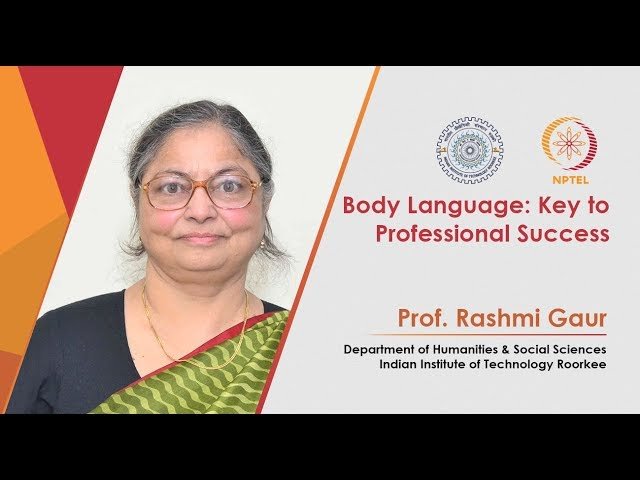 NPTEL
Body Language: Key to
Professional Success
Prof. Rashmi Gaur
Department of Humanities & Social Sciences
Indian Institute of Technology Roorkee